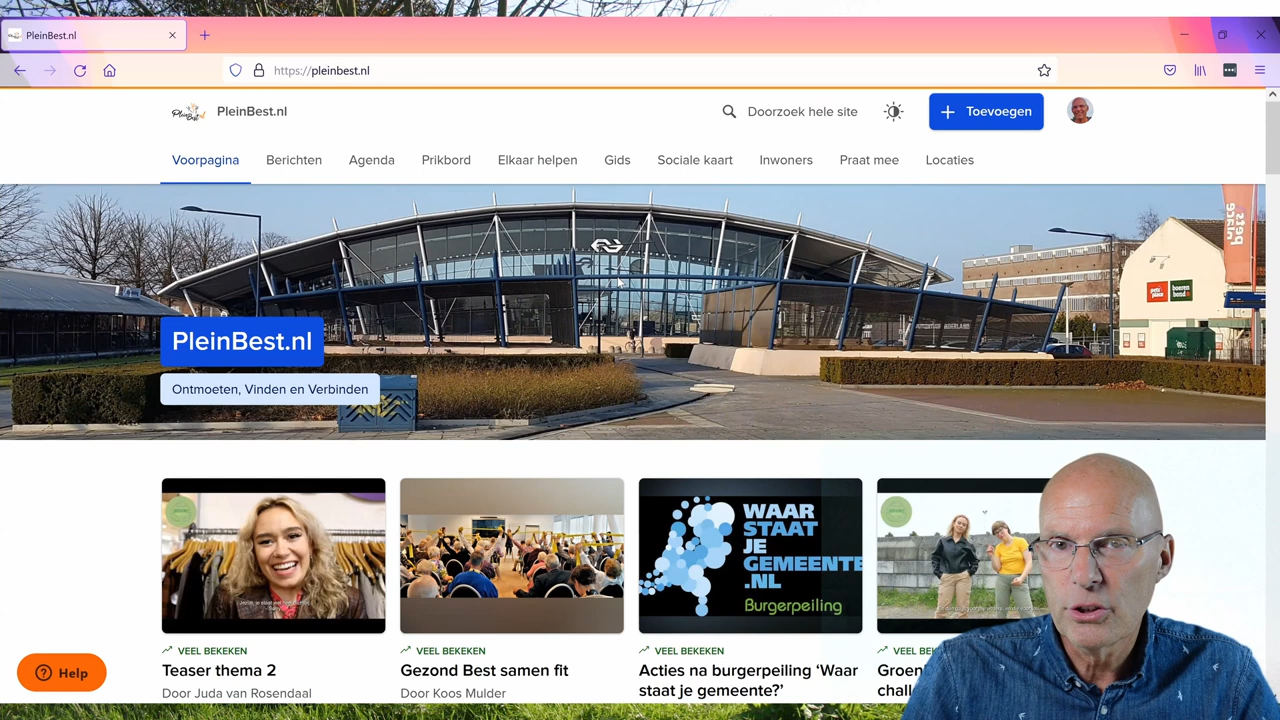 PleinBest.nl
https://pleinbest.nl
PleinBest.nl
PleinBest.nl
Doorzoek hele site
Toevoegen
Voorpagina
Berichten
Agenda
Prikbord
Elkaar helpen
Gids
Sociale kaart
Inwoners
Praat mee
Locaties
PleinBest.nl
Ontmoeten, Vinden en Verbinden
WAAR
STAAT
JE
GEMEENTE
.NL
Burgerpeiling
VEEL BEKEKEN
Teaser thema 2
Door Juda van Rosendaal
VEEL BEKEKEN
Gezond Best samen fit
Door Koos Mulder
VEEL BEKEKEN
Acties na burgerpeiling ‘Waar
staat je gemeente?’
VEEL BEK
Groen
chall
Help